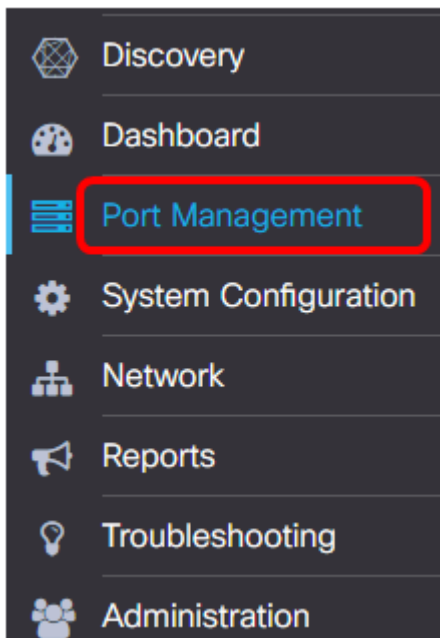 Discovery
Dashboard
Port Management
System Configuration
Network
Reports
Troubleshooting
Administration